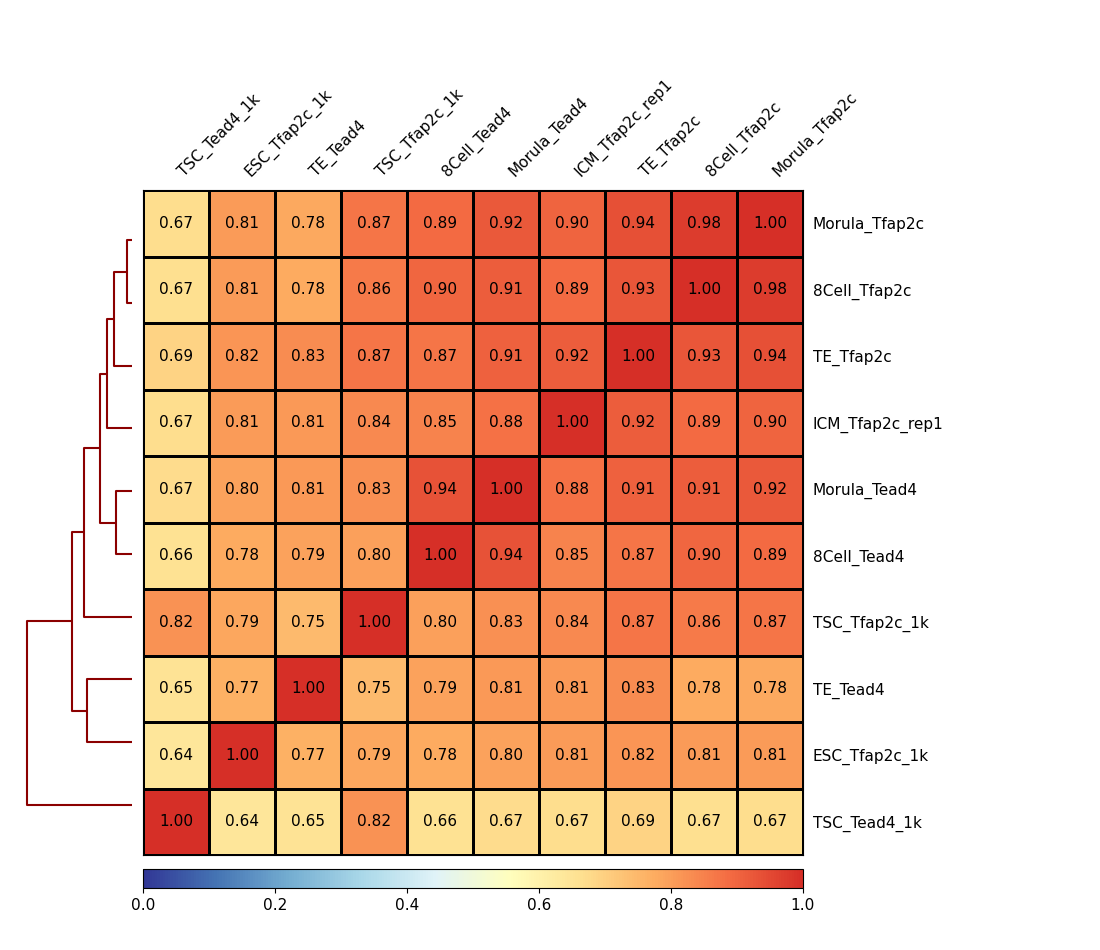 TSC_Tead4_1k ESC_Tfap2c_1k TE_Tead4 TSC_Tfap2c_1k 8Cell_Tead4 Morula_Tead4 ICM_Tfap2c_rep1 TE_Tfap2c 8Cell_Tfap2c Morula_Tfap2c
0.67 0.81 0.78 0.87 0.89 0.92 0.90 0.94 0.98 1.00 Morula_Tfap2c
0.67 0.81 0.78 0.86 0.90 0.91 0.89 0.93 1.00 0.98 8Cell_Tfap2c
0.69 0.82 0.83 0.87 0.87 0.91 0.92 1.00 0.93 0.94 TE_Tfap2c
0.67 0.81 0.81 0.84 0.85 0.88 1.00 0.92 0.89 0.90 ICM_Tfap2c_rep1
0.67 0.80 0.81 0.83 0.94 1.00 0.88 0.91 0.91 0.92 Morula_Tead4
0.66 0.78 0.79 0.80 1.00 0.94 0.85 0.87 0.90 0.89 8Cell_Tead4
0.82 0.79 0.75 1.00 0.80 0.83 0.84 0.87 0.86 0.87 TSC_Tfap2c_1k
0.65 0.77 1.00 0.75 0.79 0.81 0.81 0.83 0.78 0.78 TE_Tead4
0.64 1.00 0.77 0.79 0.78 0.80 0.81 0.82 0.81 0.81 ESC_Tfap2c_1k
1.00 0.64 0.65 0.82 0.66 0.67 0.67 0.69 0.67 0.67 TSC_Tead4_1k
0.0 0.2 0.4 0.6 0.8 1.0